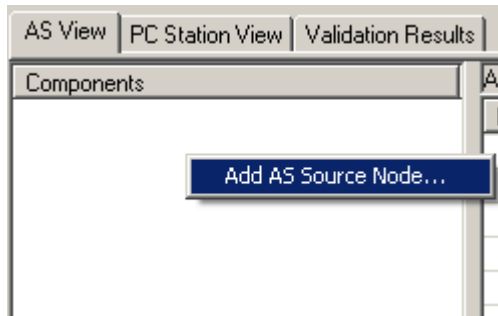 AS View PC Station View Validation Results
Components A
Add AS Source Node...